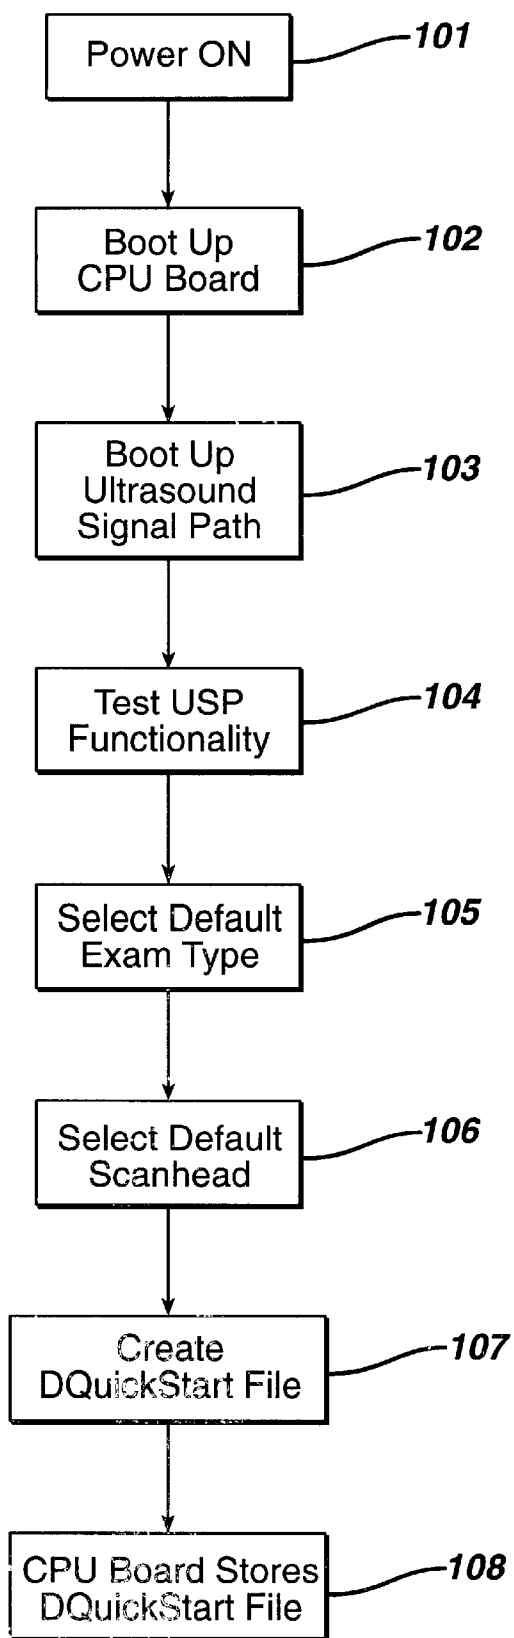 Power ON
101
Boot Up
CPU Board
102
Boot Up
Ultrasound
Signal Path
103
Test USP
Functionality
104
Select Default
Exam Type
105
Select Default
Scanhead
106
Create
DQuickStart File
107
CPU Board Stores
DQuickStart File
108